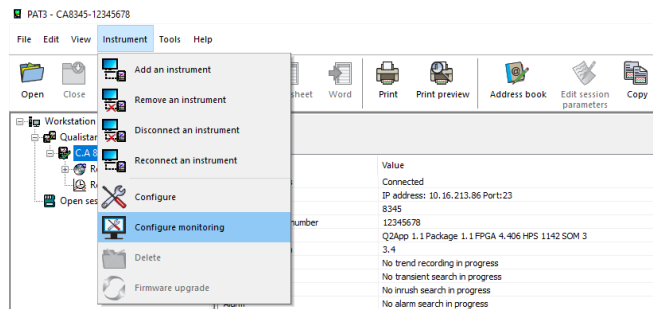 PAT3 - CA8345-12345678
File Edit View Instrument Tools Help
Open Close sheet Word Print Print preview Address book Edit session parameters Copy
Add an instrument
Remove an instrument
Disconnect an instrument
Reconnect an instrument
Configure
Configure monitoring
Delete
Firmware upgrade
Workstation
Qualistar
C.A 8
R
R
Open ses
Value
Connected
IP address: 10.16.213.86 Port:23
8345
number 12345678
Q2App 1.1 Package 1.1 FPGA 4.406 HPS 1142 SOM 3
3.4
No trend recording in progress
No transient search in progress
No inrush search in progress
Alarm No alarm search in progress